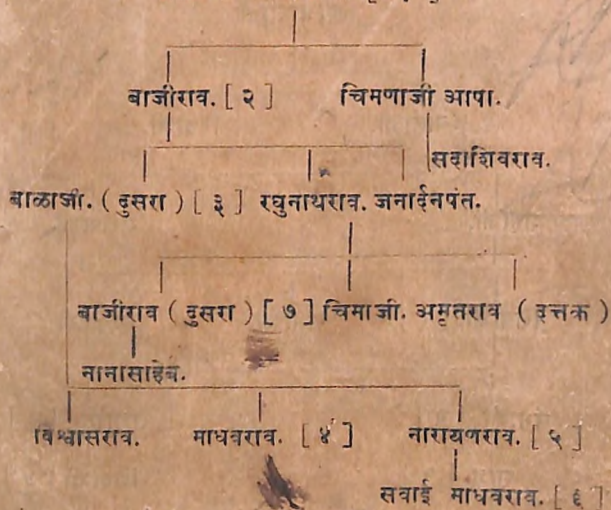 बाजीराव. [ २ ] चिमणाजी आपा.
सदाशिवराव.
बाळाजी. ( दुसरा ) [ ३ ] रघुनाथराव. जनार्दनपंत.
बाजीराव ( दुसरा ) [ ७ ] चिमाजी. अमृतराव ( दत्तक )
नानासाहेब.
विश्वासराव. माधवराव. [ ४ ] नारायणराव. [ ५ ]
सवाई माधवराव. [ ६ ]